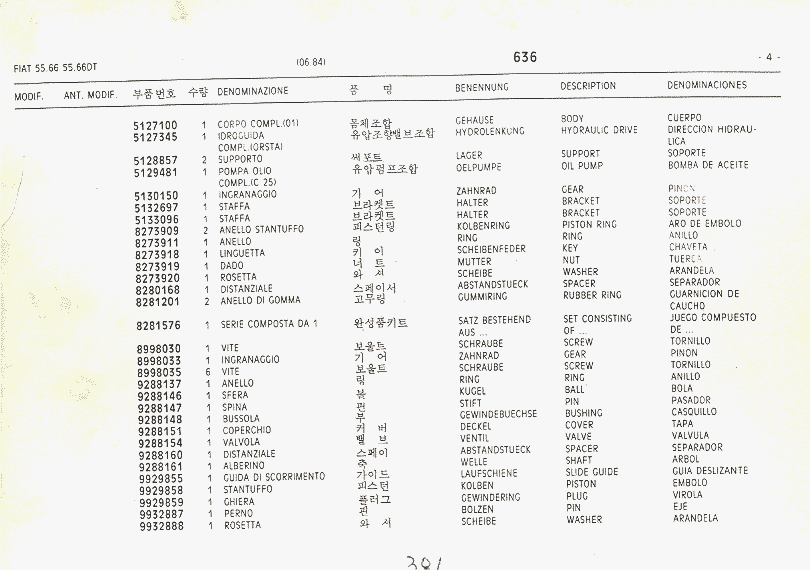 FIAT 55.66 55.66DT (06.84) 636 - 4 -
MODIF. ANT. MODIF. 부품번호 수량 DENOMINAZIONE 품 명 BENENNUNG DESCRIPTION DENOMINACIONES
5127100 1 CORPO COMPL.(01) 몸체조합 GEHAUSE BODY CUERPO
5127345 1 IDROGUIDA 유압조향밸브조합 HYDROLENKUNG HYDRAULIC DRIVE DIRECCION HIDRAU-
COMPL.(ORSTA) LICA
5128857 2 SUPPORTO 써포트 LAGER SUPPORT SOPORTE
5129481 1 POMPA OLIO 유압펌프조합 OELPUMPE OIL PUMP BOMBA DE ACEITE
COMPL.(C 25)
5130150 1 INGRANAGGIO 기 어 ZAHNRAD GEAR PINON
5132697 1 STAFFA 브라켓트 HALTER BRACKET SOPORTE
5133096 1 STAFFA 브라켓트 HALTER BRACKET SOPORTE
8273909 2 ANELLO STANTUFFO 피스턴링 KOLBENRING PISTON RING ARO DE EMBOLO
8273911 1 ANELLO 링 RING RING ANILLO
8273918 1 LINGUETTA 키 이 SCHEIBENFEDER KEY CHAVETA
8273919 1 DADO 너 트 MUTTER NUT TUERCA
8273920 1 ROSETTA 와 셔 SCHEIBE WASHER ARANDELA
8280168 1 DISTANZIALE 스페이서 ABSTANDSTUECK SPACER SEPARADOR
8281201 2 ANELLO DI GOMMA 고무링 GUMMIRING RUBBER RING GUARNICION DE
CAUCHO
8281576 1 SERIE COMPOSTA DA 1 완성품키트 SATZ BESTEHEND SET CONSISTING JUEGO COMPUESTO
AUS ... OF ... DE ...
8998030 1 VITE 보울트 SCHRAUBE SCREW TORNILLO
8998033 1 INGRANAGGIO 기 어 ZAHNRAD GEAR PINON
8998035 6 VITE 보울트 SCHRAUBE SCREW TORNILLO
9288137 1 ANELLO 링 RING RING ANILLO
9288146 1 SFERA 볼 KUGEL BALL BOLA
9288147 1 SPINA 핀 STIFT PIN PASADOR
9288148 1 BUSSOLA 부 GEWINDEBUECHSE BUSHING CASQUILLO
9288151 1 COPERCHIO 커 버 DECKEL COVER TAPA
9288154 1 VALVOLA 밸 브 VENTIL VALVE VALVULA
9288160 1 DISTANZIALE 스페이 ABSTANDSTUECK SPACER SEPARADOR
9288161 1 ALBERINO 축 WELLE SHAFT ARBOL
9929855 1 GUIDA DI SCORRIMENTO 가이드 LAUFSCHIENE SLIDE GUIDE GUIA DESLIZANTE
9929858 1 STANTUFFO 피스턴 KOLBEN PISTON EMBOLO
9929859 1 GHIERA 플러그 GEWINDERING PLUG VIROLA
9932887 1 PERNO 핀 BOLZEN PIN EJE
9932888 1 ROSETTA 와 셔 SCHEIBE WASHER ARANDELA